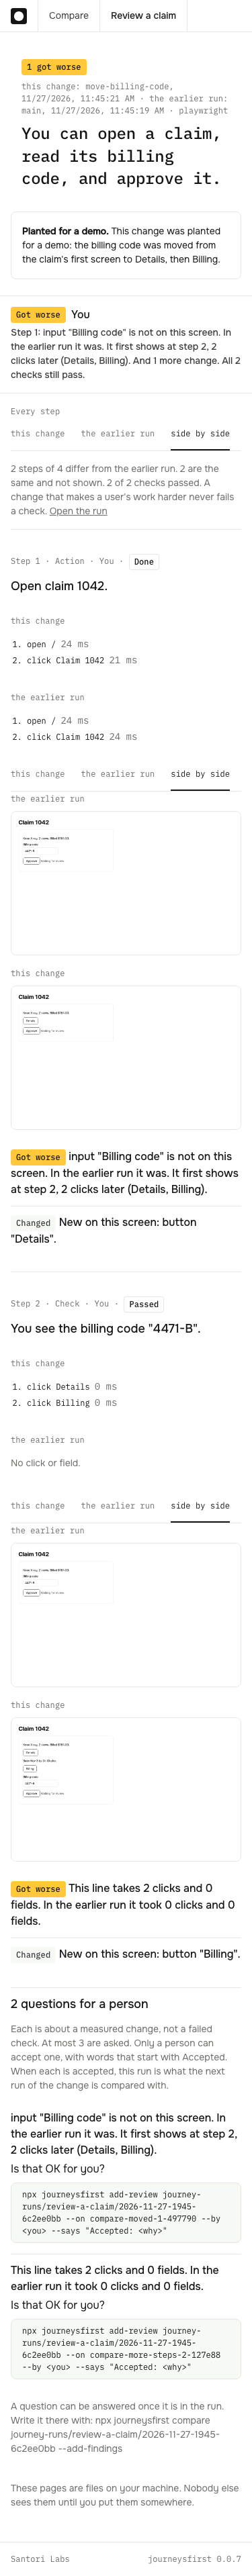 Compare
Review a claim
1 got worse
this change: move-billing-code,
11/27/2026, 11:45:21 AM · the earlier run:
main, 11/27/2026, 11:45:19 AM · playwright
You can open a claim,
read its billing
code, and approve it.
Planted for a demo. This change was planted
for a demo: the billing code was moved from
the claim's first screen to Details, then Billing.
Got worse You
Step 1: input "Billing code" is not on this screen. In
the earlier run it was. It first shows at step 2, 2
clicks later (Details, Billing). And 1 more change. All 2
checks still pass.
Every step
this change the earlier run side by side
2 steps of 4 differ from the earlier run. 2 are the
same and not shown. 2 of 2 checks passed. A
change that makes a user's work harder never fails
a check. Open the run
Step 1 · Action · You · Done
Open claim 1042.
this change
1. open / 24 ms
2. click Claim 1042 21 ms
the earlier run
1. open / 24 ms
2. click Claim 1042 24 ms
this change the earlier run side by side
the earlier run
Claim 1042
this change
Claim 1042
Got worse input "Billing code" is not on this
screen. In the earlier run it was. It first shows
at step 2, 2 clicks later (Details, Billing).
Changed New on this screen: button
"Details".
Step 2 · Check · You · Passed
You see the billing code "4471-B".
this change
1. click Details 0 ms
2. click Billing 0 ms
the earlier run
No click or field.
this change the earlier run side by side
the earlier run
Claim 1042
this change
Claim 1042
Got worse This line takes 2 clicks and 0
fields. In the earlier run it took 0 clicks and 0
fields.
Changed New on this screen: button "Billing".
2 questions for a person
Each is about a measured change, not a failed
check. At most 3 are asked. Only a person can
accept one, with words that start with Accepted.
When each is accepted, this run is what the next
run of the change is compared with.
input "Billing code" is not on this screen. In
the earlier run it was. It first shows at step 2,
2 clicks later (Details, Billing).
Is that OK for you?
npx journeysfirst add-review journey-
runs/review-a-claim/2026-11-27-1945-
6c2ee0bb --on compare-moved-1-497790 --by
<you> --says "Accepted: <why>"
This line takes 2 clicks and 0 fields. In the
earlier run it took 0 clicks and 0 fields.
Is that OK for you?
npx journeysfirst add-review journey-
runs/review-a-claim/2026-11-27-1945-
6c2ee0bb --on compare-more-steps-2-127e88
--by <you> --says "Accepted: <why>"
A question can be answered once it is in the run.
Write it there with: npx journeysfirst compare
journey-runs/review-a-claim/2026-11-27-1945-
6c2ee0bb --add-findings
These pages are files on your machine. Nobody else
sees them until you put them somewhere.
Santori Labs
journeysfirst 0.0.7